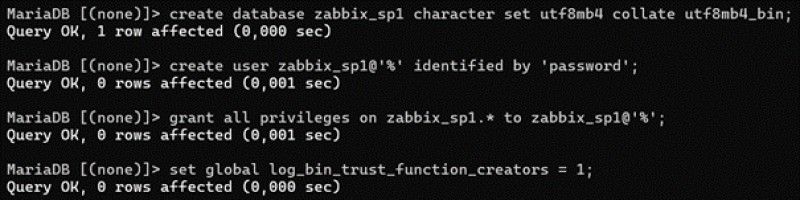 MariaDB [(none)]> create database zabbix_sp1 character set utf8mb4 collate utf8mb4_bin;
Query OK, 1 row affected (0,000 sec)
MariaDB [(none)]> create user zabbix_sp1@'%' identified by 'password';
Query OK, 0 rows affected (0,001 sec)
MariaDB [(none)]> grant all privileges on zabbix_sp1.* to zabbix_sp1@'%';
Query OK, 0 rows affected (0,001 sec)
MariaDB [(none)]> set global log_bin_trust_function_creators = 1;
Query OK, 0 rows affected (0,000 sec)